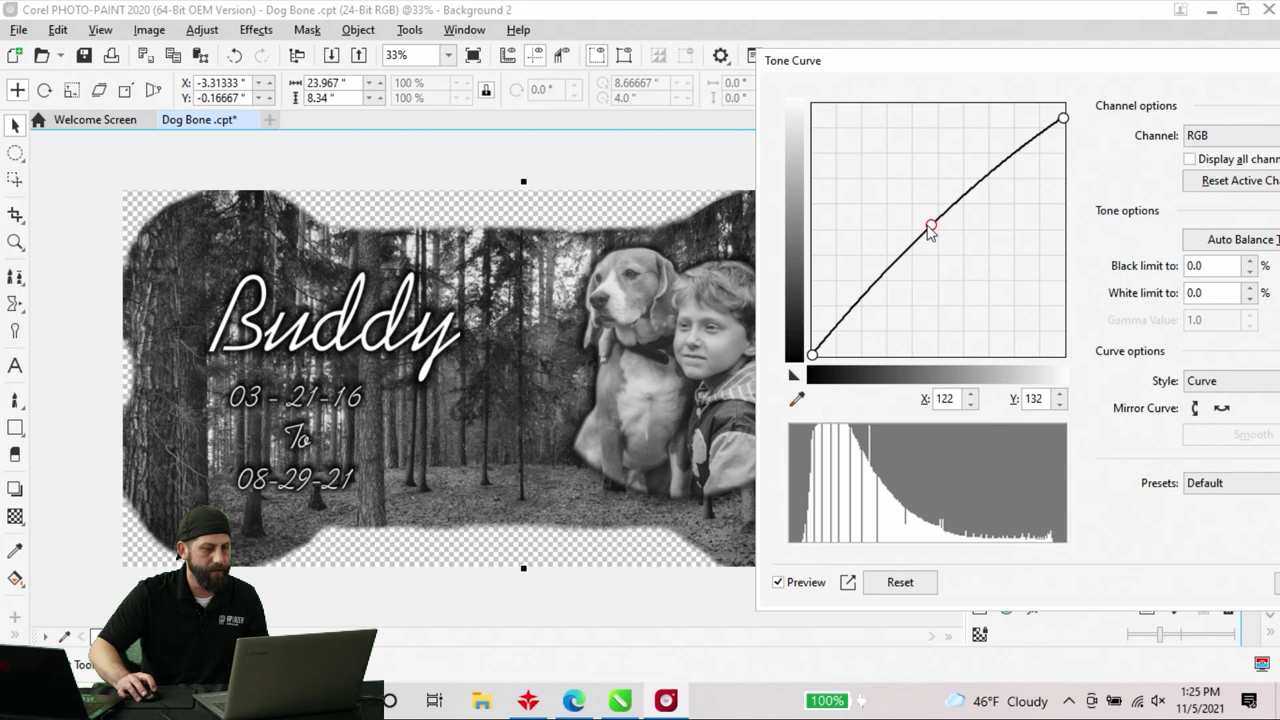 Corel PHOTO-PAINT 2020 (64-Bit OEM Version) - Dog Bone .cpt (24-Bit RGB) @33% - Background 2
File Edit View Image Adjust Effects Mask Object Tools Window Help
33%
X: -3.31333 " 23.967 " 100 % 0.0 ° 8.66667 " 0.0 °
Y: -0.16667 " 8.34 " 100 % 4.0 " 0.0 °
Welcome Screen Dog Bone .cpt*
Tone Curve
Channel options
Channel: RGB
Display all chann
Reset Active Ch
Tone options
Auto Balance T
Black limit to: 0.0 %
White limit to: 0.0 %
Gamma Value: 1.0
Curve options
Style: Curve
X: 122 Y: 132
Mirror Curve:
Smooth
Presets: Default
Preview Reset
Buddy
03 - 21-16
To
08-29-21
100%
46°F Cloudy
1:25 PM
11/5/2021